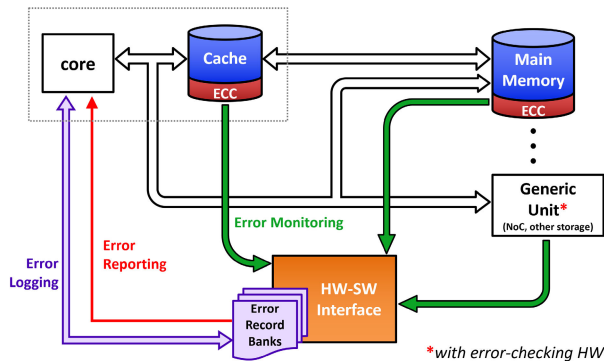 core
Cache
ECC
Main
Memory
ECC
Generic
Unit*
(NoC, other storage)
Error Monitoring
Error
Reporting
Error
Logging
HW-SW
Interface
Error
Record
Banks
*with error-checking HW